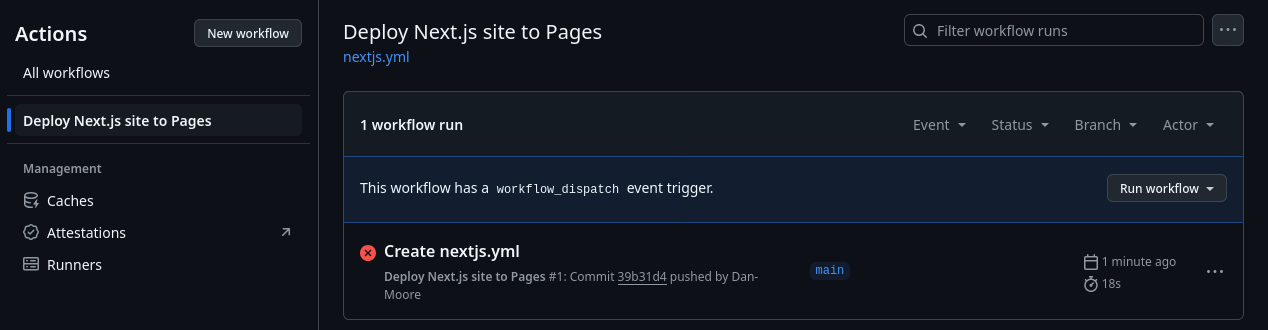 Actions
New workflow
All workflows
Deploy Next.js site to Pages
Management
Caches
Attestations
Runners
Deploy Next.js site to Pages
nextjs.yml
Filter workflow runs
1 workflow run
Event
Status
Branch
Actor
This workflow has a workflow_dispatch event trigger.
Run workflow
Create nextjs.yml
Deploy Next.js site to Pages #1: Commit 39b31d4 pushed by Dan-
Moore
main
1 minute ago
18s